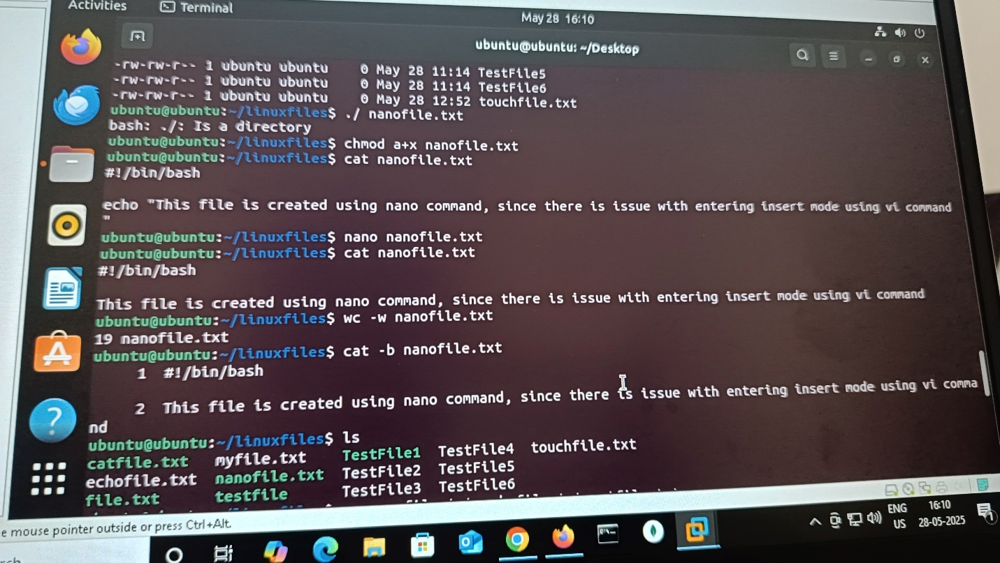 Activities Terminal May 28 16:10
ubuntu@ubuntu: ~/Desktop
-rw-rw-r-- 1 ubuntu ubuntu 0 May 28 11:14 TestFile5
-rw-rw-r-- 1 ubuntu ubuntu 0 May 28 11:14 TestFile6
-rw-rw-r-- 1 ubuntu ubuntu 0 May 28 12:52 touchfile.txt
ubuntu@ubuntu:~/linuxfiles$ ./ nanofile.txt
bash: ./: Is a directory
ubuntu@ubuntu:~/linuxfiles$ chmod a+x nanofile.txt
ubuntu@ubuntu:~/linuxfiles$ cat nanofile.txt
#!/bin/bash
echo "This file is created using nano command, since there is issue with entering insert mode using vi command
"
ubuntu@ubuntu:~/linuxfiles$ nano nanofile.txt
ubuntu@ubuntu:~/linuxfiles$ cat nanofile.txt
#!/bin/bash
This file is created using nano command, since there is issue with entering insert mode using vi command
ubuntu@ubuntu:~/linuxfiles$ wc -w nanofile.txt
19 nanofile.txt
ubuntu@ubuntu:~/linuxfiles$ cat -b nanofile.txt
1 #!/bin/bash
2 This file is created using nano command, since there is issue with entering insert mode using vi comma
nd
ubuntu@ubuntu:~/linuxfiles$ ls
catfile.txt myfile.txt TestFile1 TestFile4 touchfile.txt
echofile.txt nanofile.txt TestFile2 TestFile5
file.txt testfile TestFile3 TestFile6
e mouse pointer outside or press Ctrl+Alt.
ENG 16:10
US 28-05-2025
1